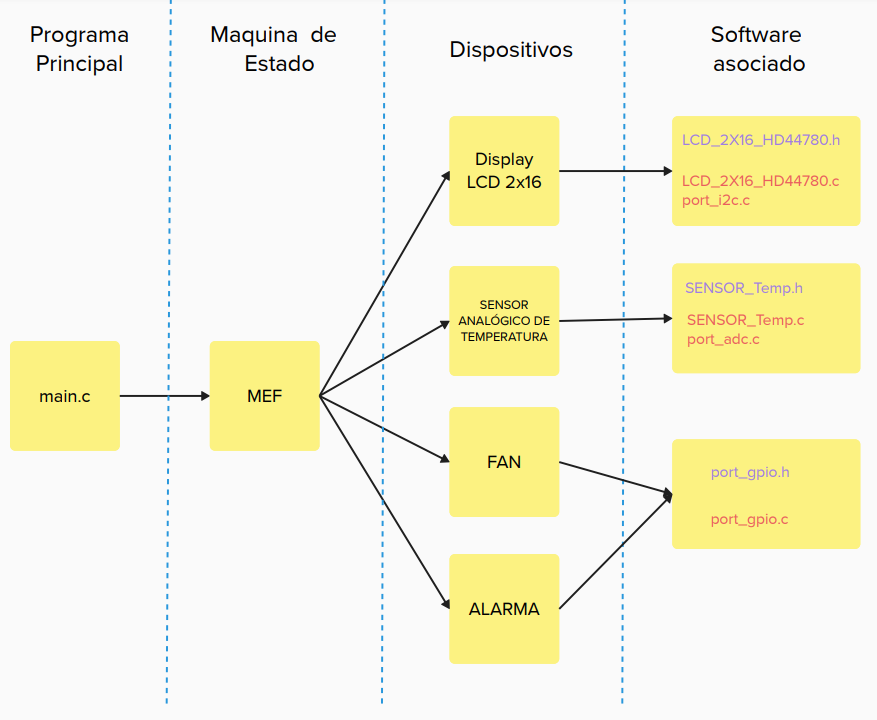 Programa
Principal
Maquina de
Estado
Dispositivos
Software
asociado
main.c
MEF
Display
LCD 2x16
SENSOR
ANALÓGICO DE
TEMPERATURA
FAN
ALARMA
LCD_2X16_HD44780.h
LCD_2X16_HD44780.c
port_i2c.c
SENSOR_Temp.h
SENSOR_Temp.c
port_adc.c
port_gpio.h
port_gpio.c